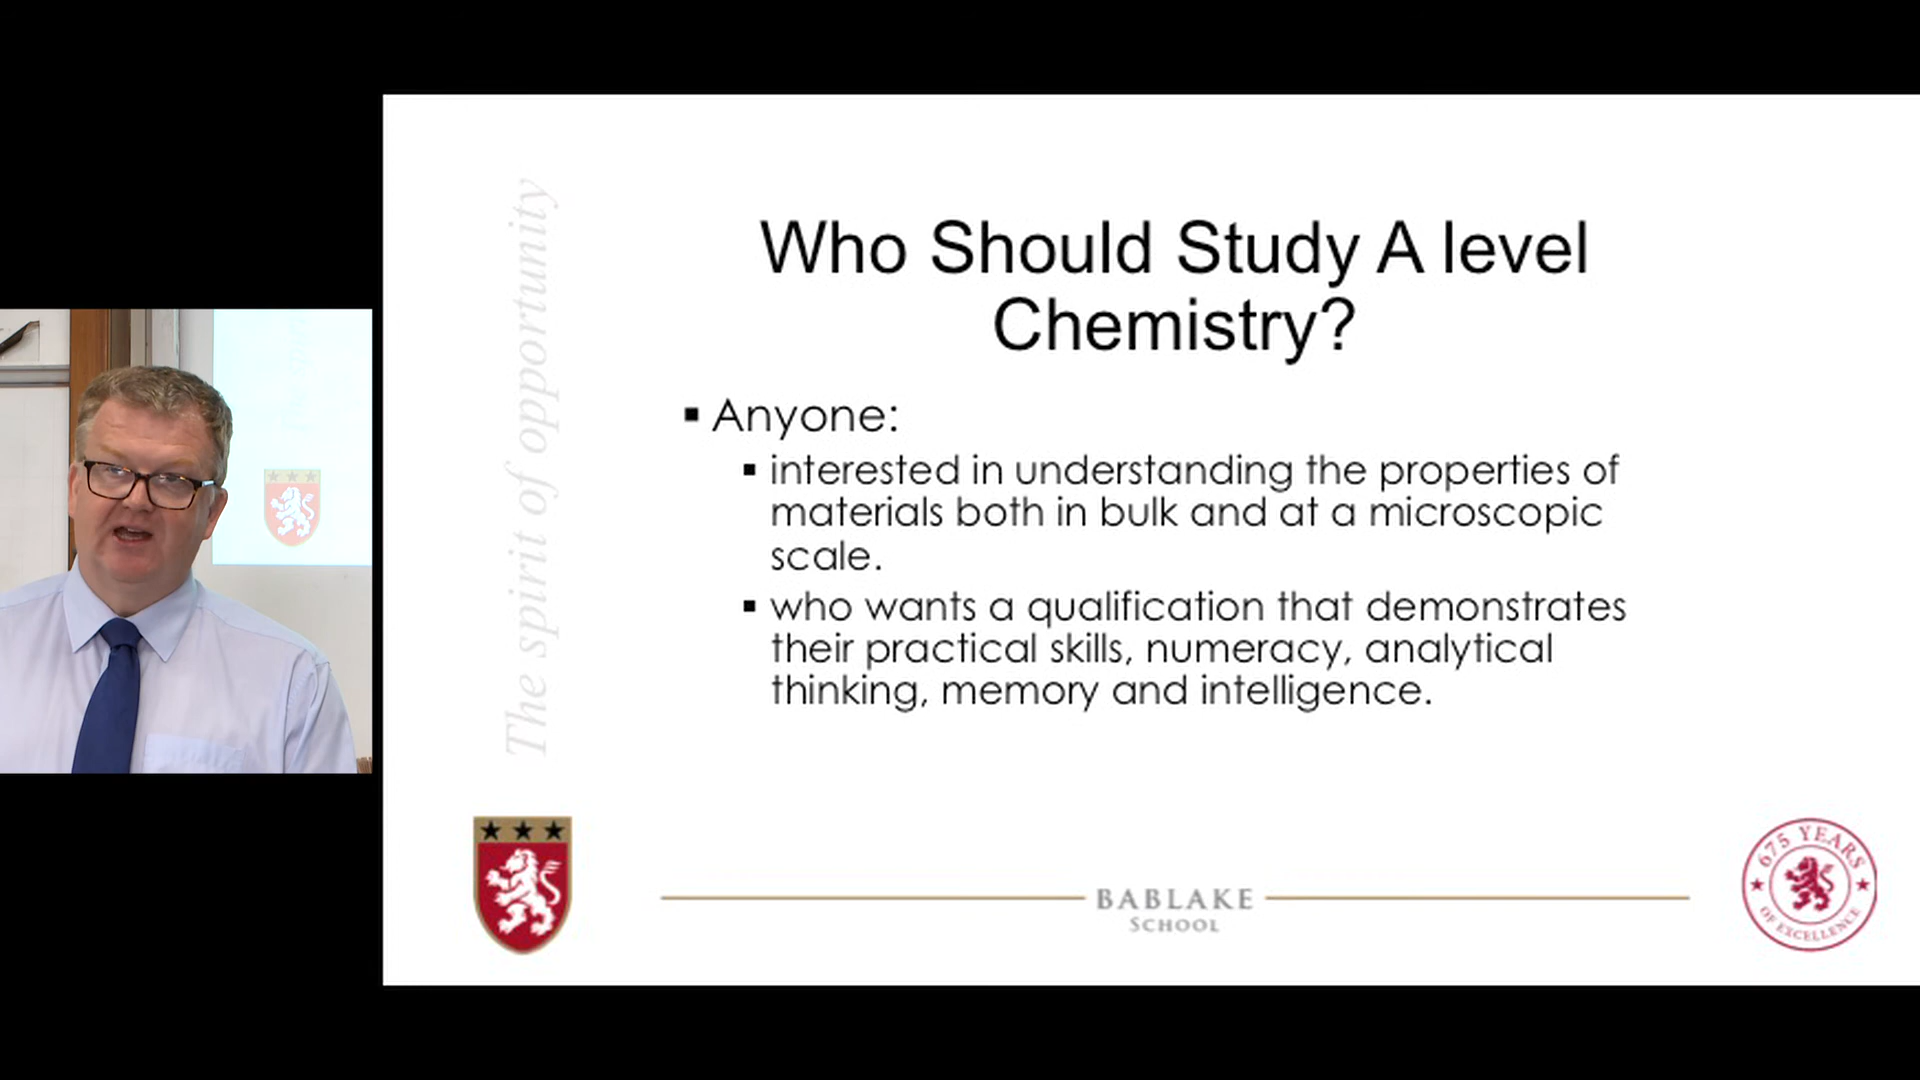 The spirit of opportunity
Who Should Study A level
Chemistry?
▪ Anyone:
▪ interested in understanding the properties of
materials both in bulk and at a microscopic
scale.
▪ who wants a qualification that demonstrates
their practical skills, numeracy, analytical
thinking, memory and intelligence.
BABLAKE
SCHOOL
675 YEARS
OF EXCELLENCE